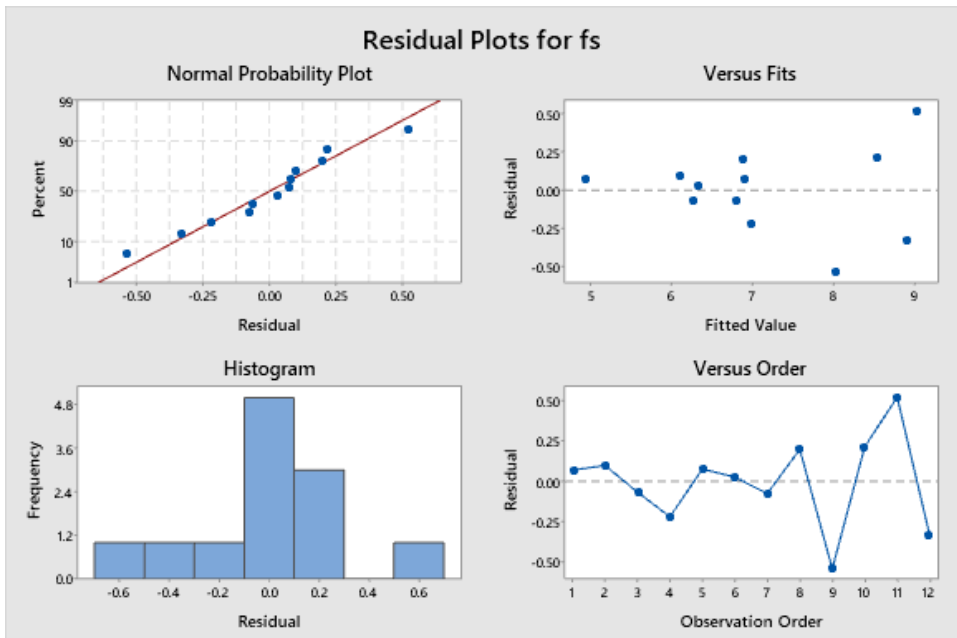 Residual Plots for fs
Normal Probability Plot
99
90
50
10
1
Percent
-0.50 -0.25 0.00 0.25 0.50
Residual
Versus Fits
0.50
0.25
0.00
-0.25
-0.50
Residual
5 6 7 8 9
Fitted Value
Histogram
4.8
3.6
2.4
1.2
0.0
Frequency
-0.6 -0.4 -0.2 0.0 0.2 0.4 0.6
Residual
Versus Order
0.50
0.25
0.00
-0.25
-0.50
Residual
1 2 3 4 5 6 7 8 9 10 11 12
Observation Order